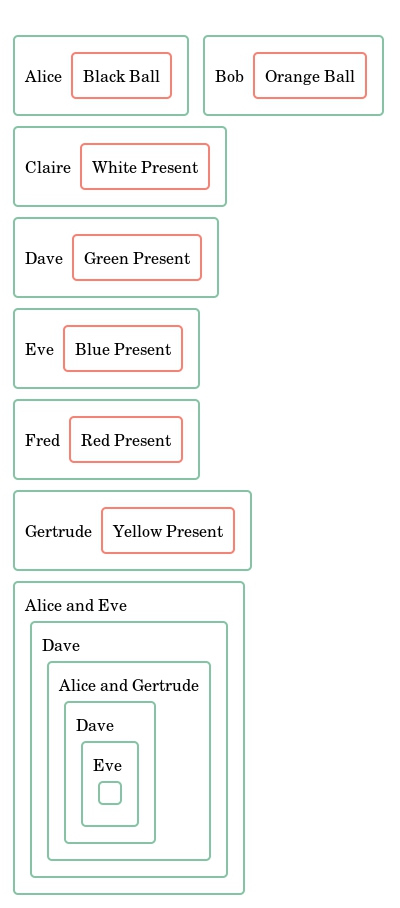 Alice Black Ball Bob Orange Ball
Claire White Present
Dave Green Present
Eve Blue Present
Fred Red Present
Gertrude Yellow Present
Alice and Eve
Dave
Alice and Gertrude
Dave
Eve